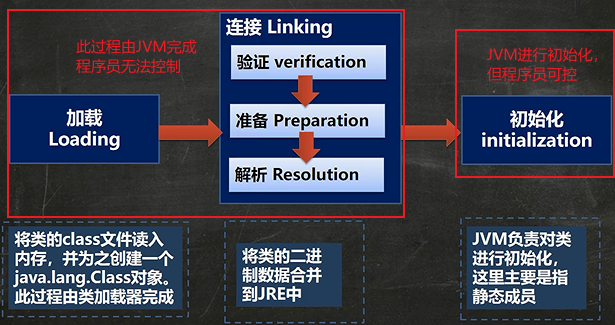 此过程由JVM完成
程序员无法控制
连接 Linking
验证 verification
准备 Preparation
解析 Resolution
加载
Loading
JVM进行初始化,
但程序员可控
初始化
initialization
将类的class文件读入
内存，并为之创建一个
java.lang.Class对象。
此过程由类加载器完成
将类的二进
制数据合并
到JRE中
JVM负责对类
进行初始化，
这里主要是指
静态成员